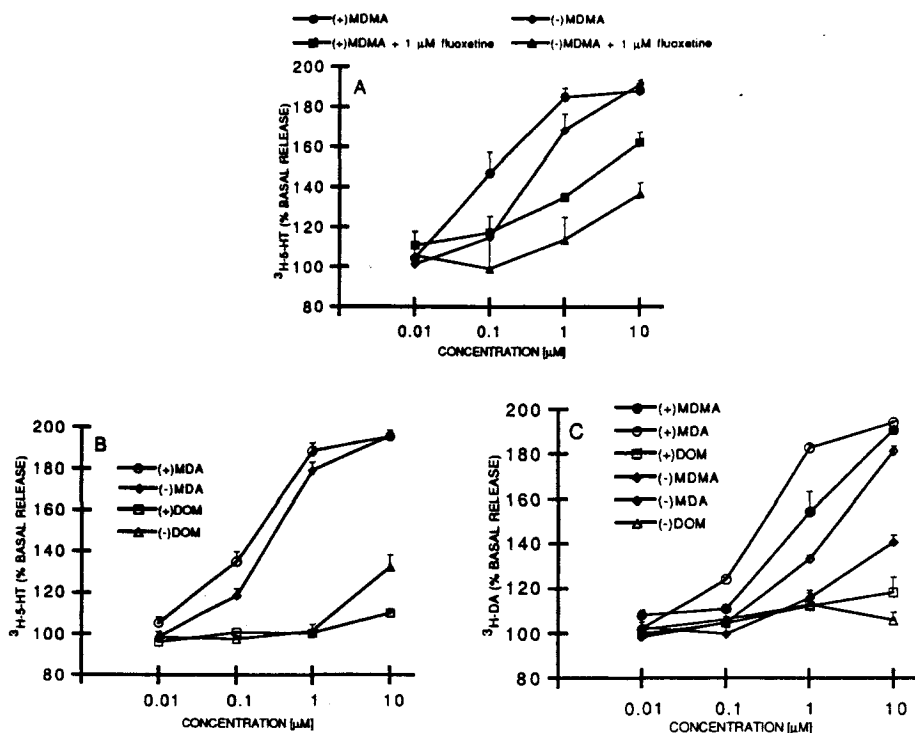 (+)MDMA
(-)MDMA
(+)MDMA + 1 μM fluoxetine
(-)MDMA + 1 μM fluoxetine
A
³H-5-HT (% BASAL RELEASE)
200
180
160
140
120
100
80
0.01 0.1 1 10
CONCENTRATION [μM]
B
(+)MDA
(-)MDA
(+)DOM
(-)DOM
³H-5-HT (% BASAL RELEASE)
200
180
160
140
120
100
80
0.01 0.1 1 10
CONCENTRATION [μM]
C
(+)MDMA
(+)MDA
(+)DOM
(-)MDMA
(-)MDA
(-)DOM
³H-DA (% BASAL RELEASE)
200
180
160
140
120
100
80
0.01 0.1 1 10
CONCENTRATION [μM]